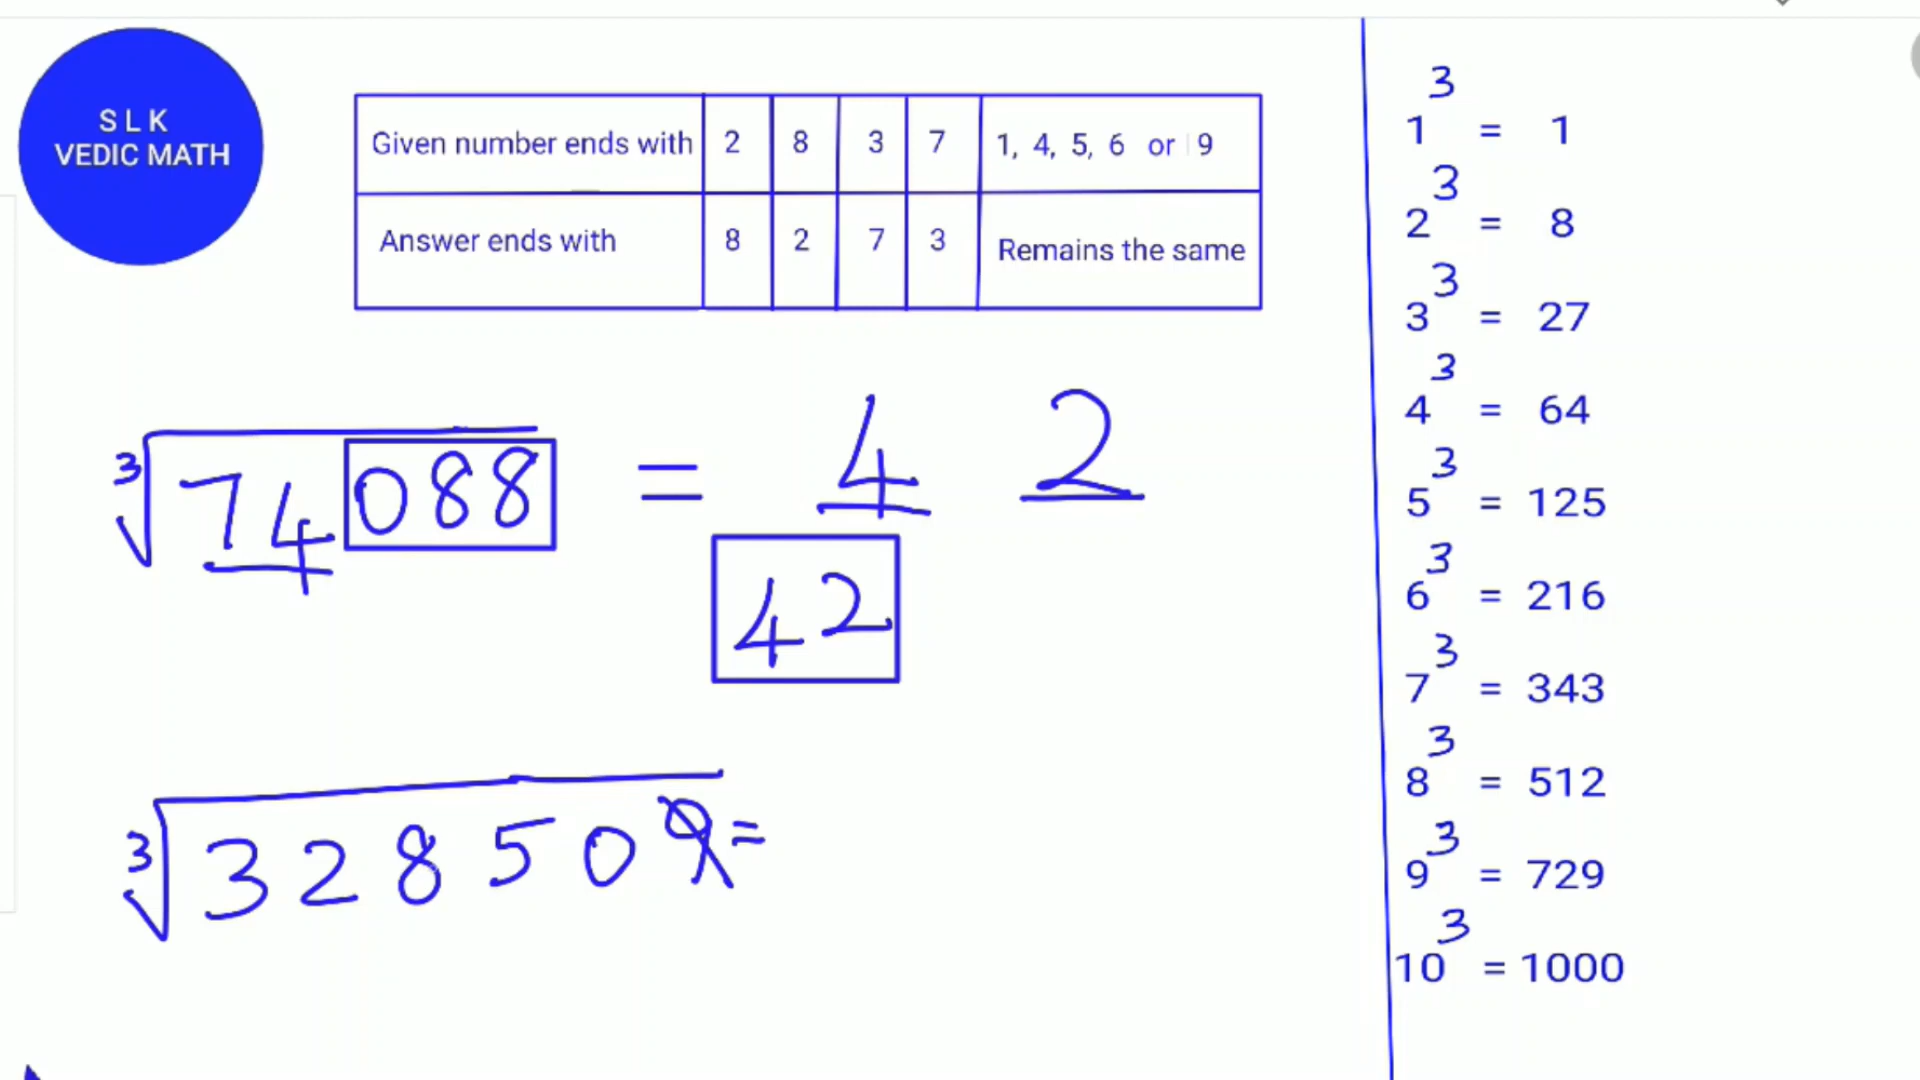 S L K
VEDIC MATH
Given number ends with 2 8 3 7 1, 4, 5, 6 or 9
Answer ends with 8 2 7 3 Remains the same
∛74088 = 4 2
42
∛328509=
1³ = 1
2³ = 8
3³ = 27
4³ = 64
5³ = 125
6³ = 216
7³ = 343
8³ = 512
9³ = 729
10³ = 1000